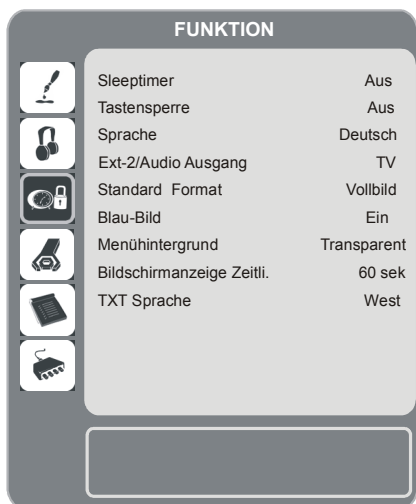 FUNKTION
Sleeptimer Aus
Tastensperre Aus
Sprache Deutsch
Ext-2/Audio Ausgang TV
Standard Format Vollbild
Blau-Bild Ein
Menühintergrund Transparent
Bildschirmanzeige Zeitli. 60 sek
TXT Sprache West